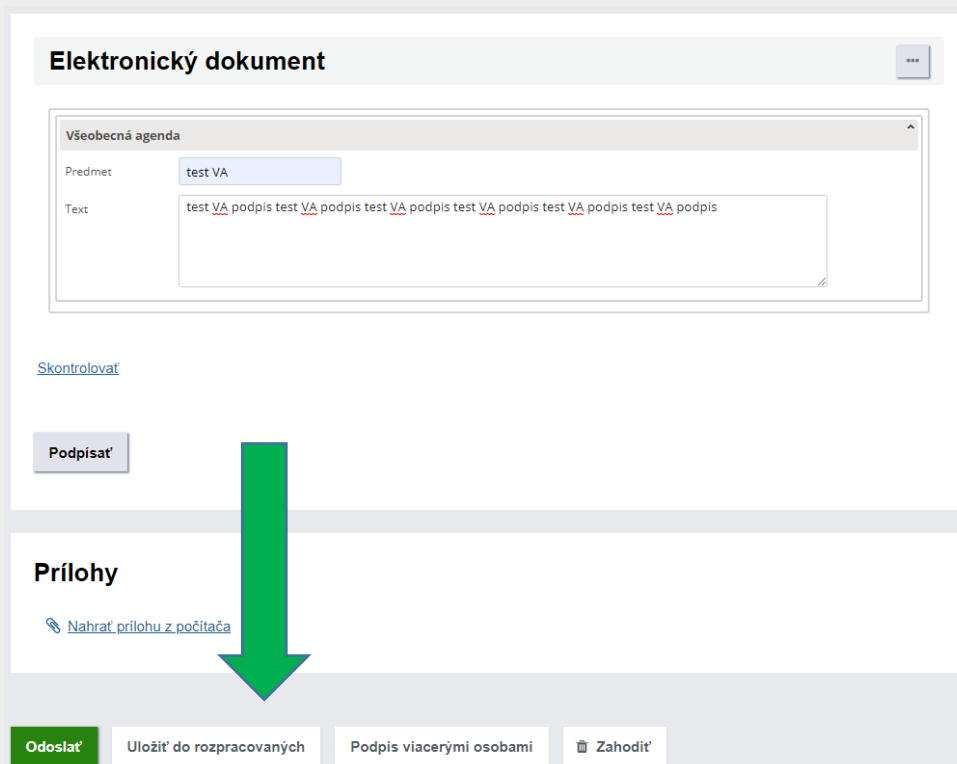 Elektronický dokument
Všeobecná agenda
Predmet test VA
Text test VA podpis test VA podpis test VA podpis test VA podpis test VA podpis test VA podpis
Skontrolovať
Podpísať
Prílohy
Nahrať prílohu z počítača
Odoslať Uložiť do rozpracovaných Podpis viacerými osobami Zahodiť